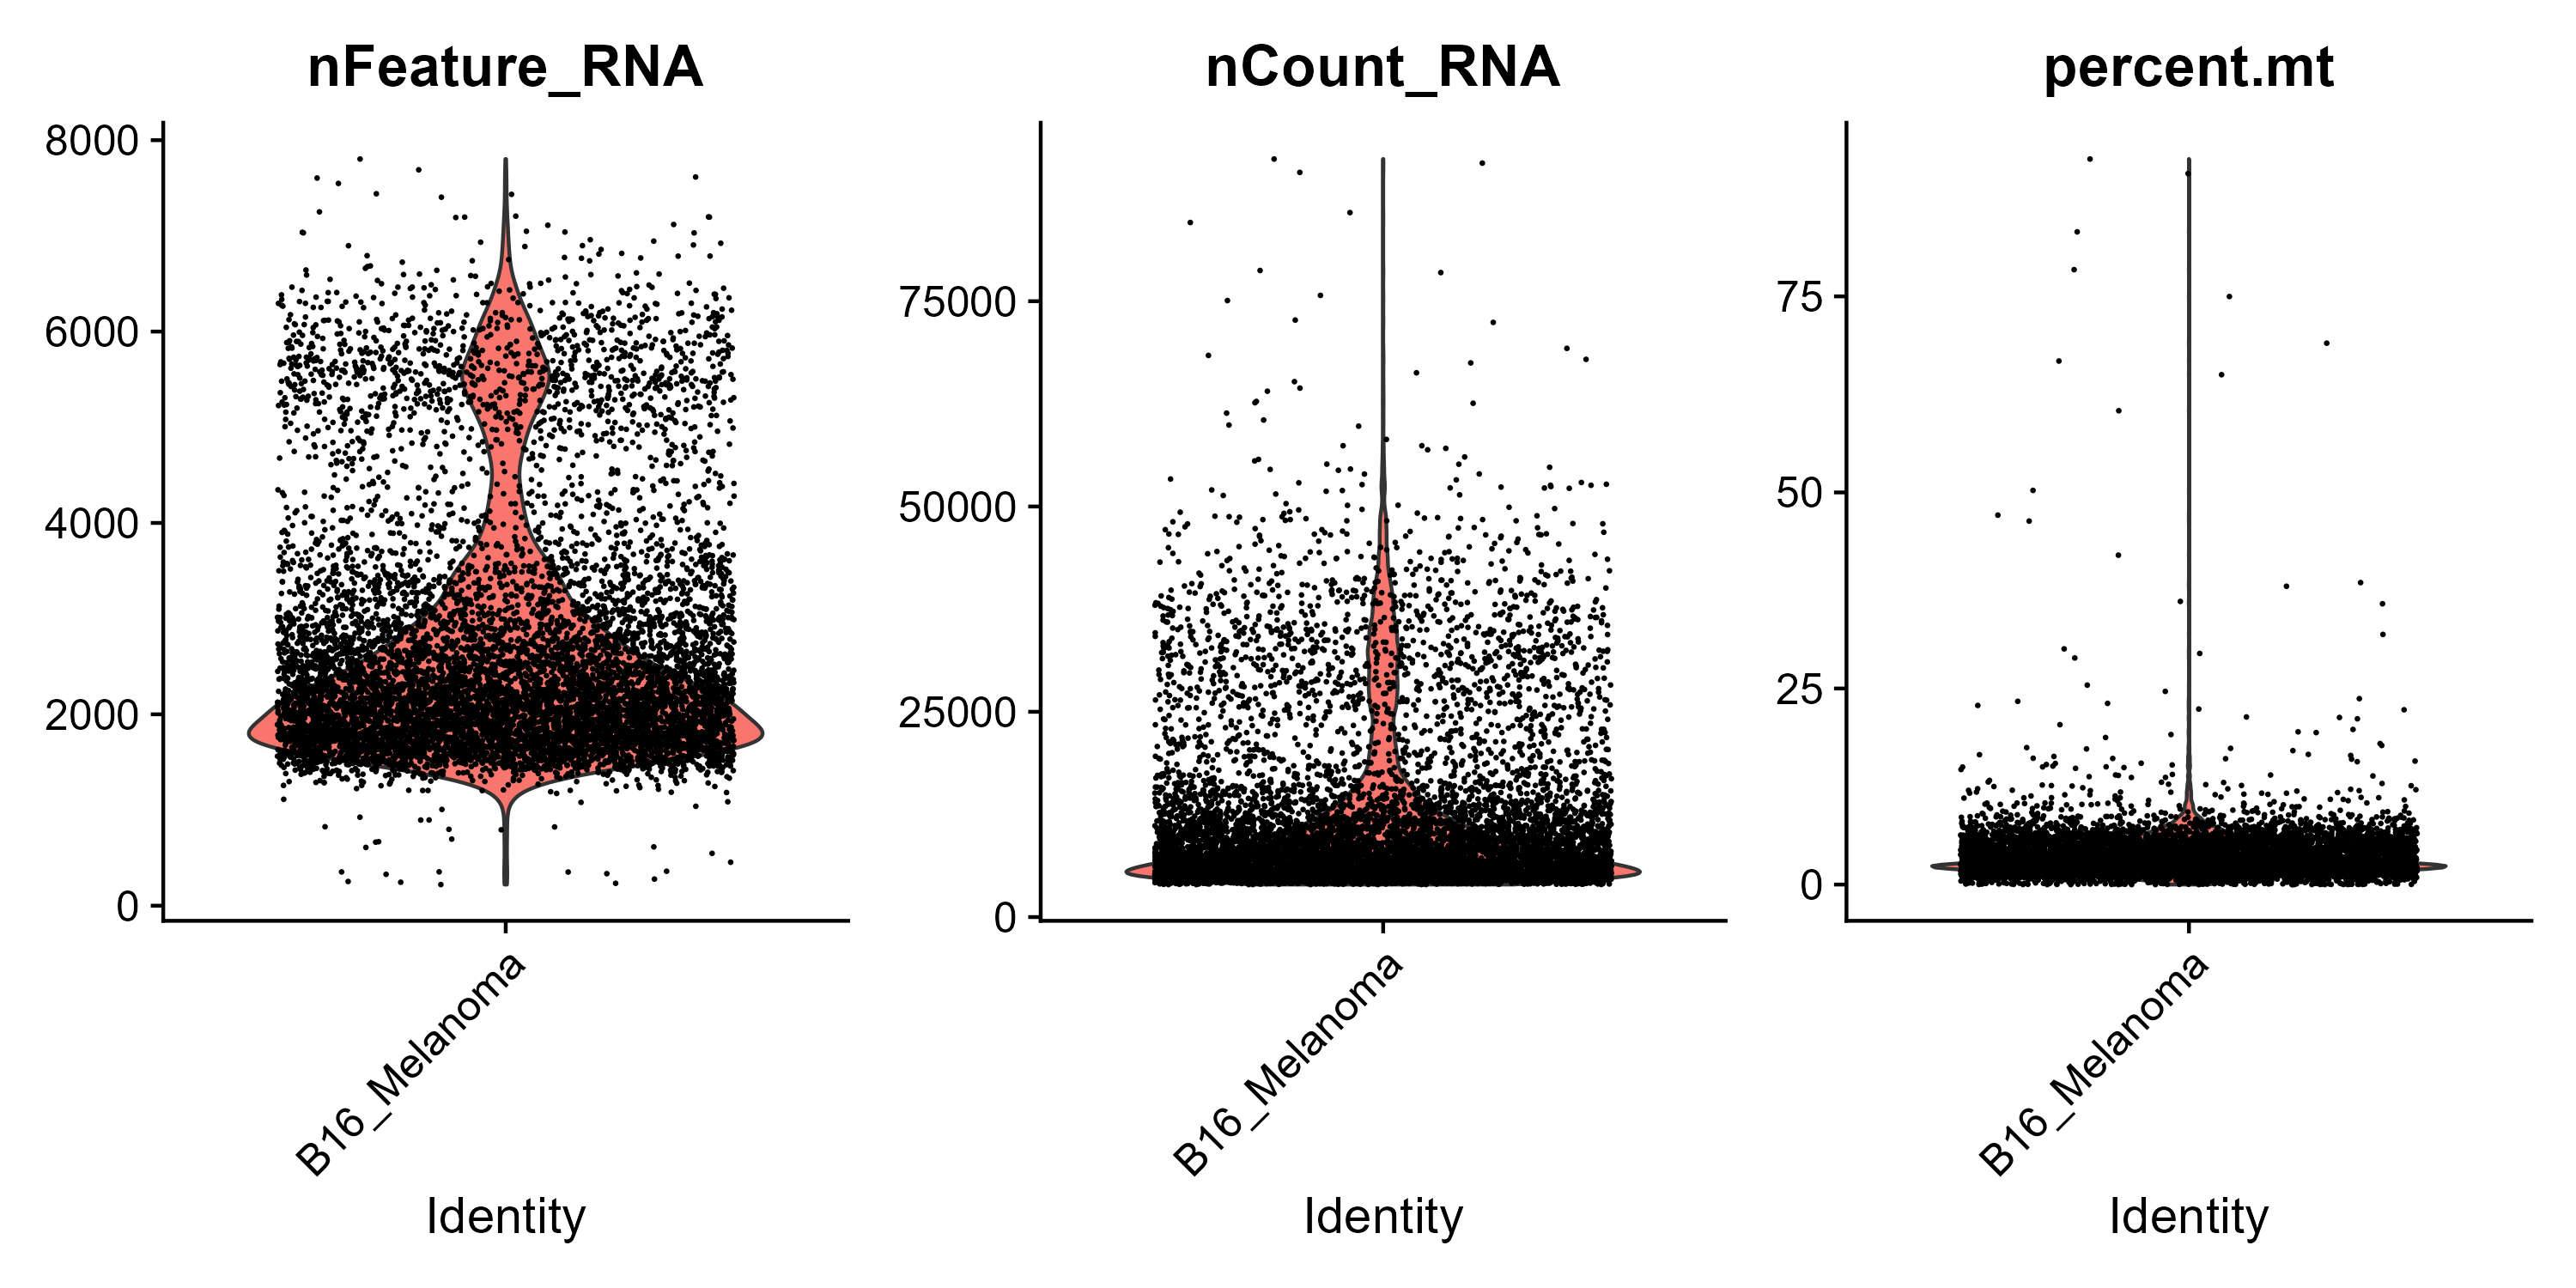 nFeature_RNA
8000
6000
4000
2000
0
B16_Melanoma
Identity
nCount_RNA
75000
50000
25000
0
B16_Melanoma
Identity
percent.mt
75
50
25
0
B16_Melanoma
Identity